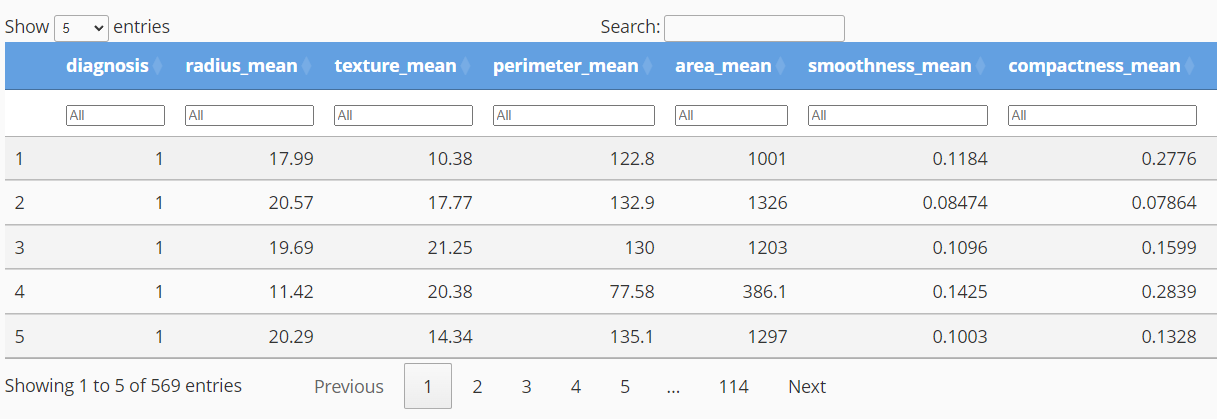 Show 5 entries Search:
diagnosis radius_mean texture_mean perimeter_mean area_mean smoothness_mean compactness_mean
All All All All All All All
1 1 17.99 10.38 122.8 1001 0.1184 0.2776
2 1 20.57 17.77 132.9 1326 0.08474 0.07864
3 1 19.69 21.25 130 1203 0.1096 0.1599
4 1 11.42 20.38 77.58 386.1 0.1425 0.2839
5 1 20.29 14.34 135.1 1297 0.1003 0.1328
Showing 1 to 5 of 569 entries Previous 1 2 3 4 5 ... 114 Next